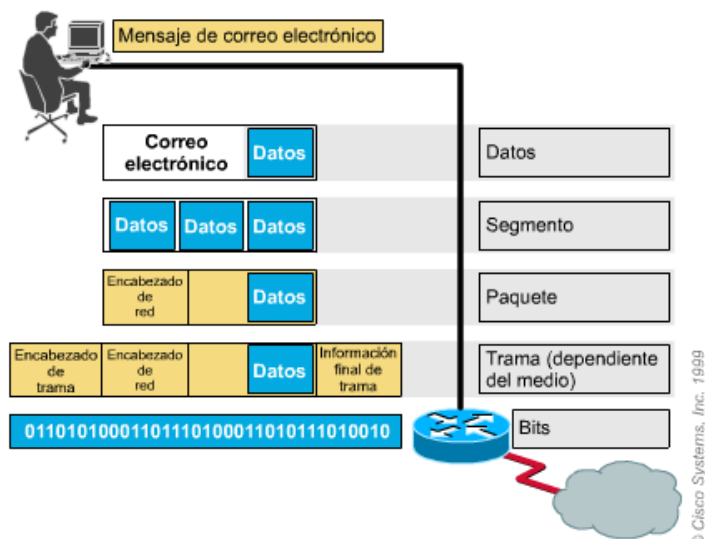 Mensaje de correo electrónico
Correo
electrónico
Datos
Datos
Datos
Datos
Datos
Segmento
Encabezado
de
red
Datos
Paquete
Encabezado
de
trama
Encabezado
de
red
Datos
Información
final de
trama
Trama (dependiente
del medio)
01101010001101110100011010111010010
Bits
© Cisco Systems, Inc. 1999